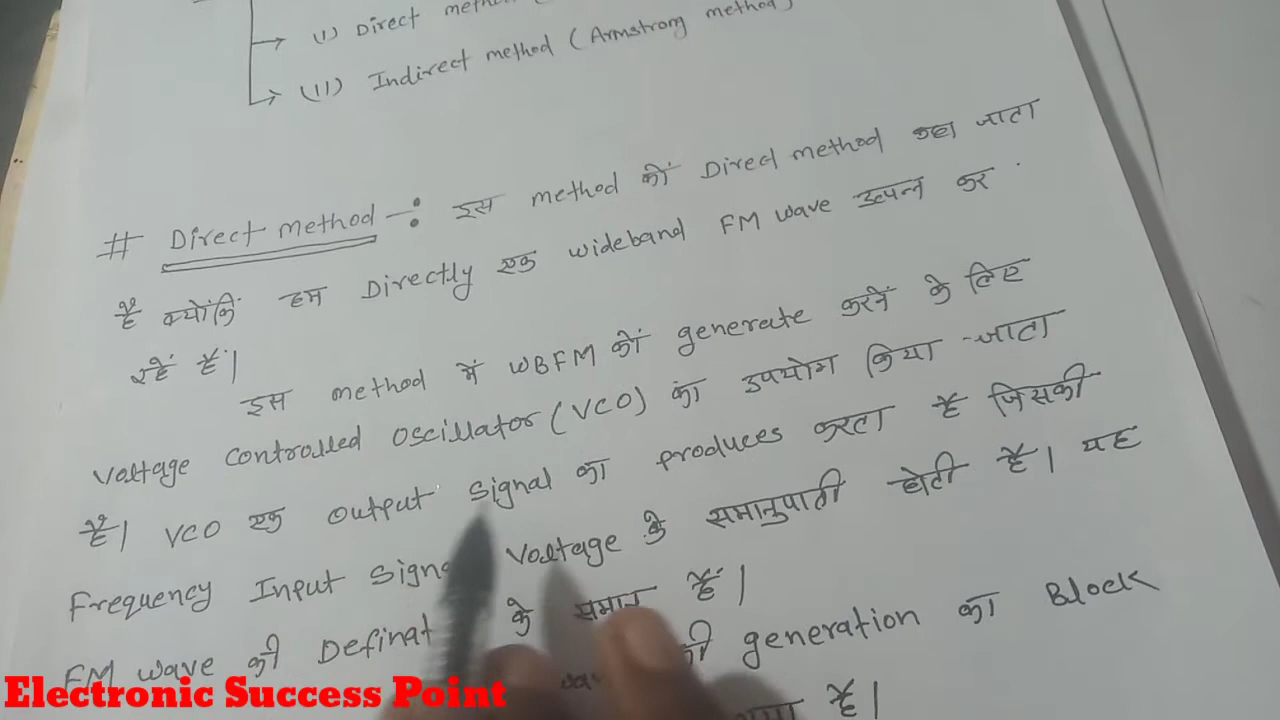 → (I) Direct method (
→ (II) Indirect method (Armstrong method)
# Direct method -: इस method कों Direct method कहा जाता
है क्योंकिं हम Directly एक wideband FM wave उत्पन्न कर
रहें हैं।
इस method में WBFM कों generate करनें के लिए
Voltage Controlled Oscillator (VCO) का उपयोग किया जाता
है। VCO एक Output Signal का produces करता है जिसकी
Frequency Input Signal Voltage के समानुपाती होती है। यह
FM wave की Definat के समान हैं।
की generation का Block
है।
Electronic Success Point